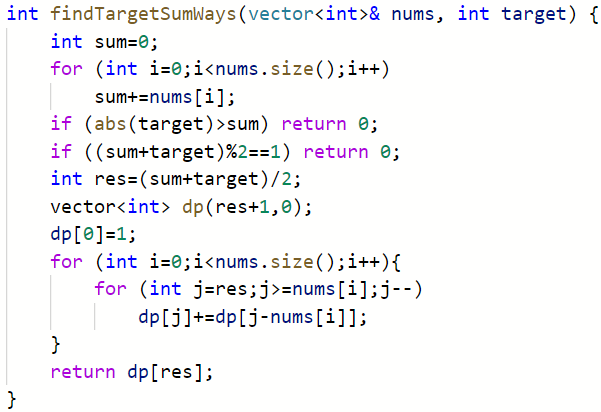 int findTargetSumWays(vector<int>& nums, int target) {
    int sum=0;
    for (int i=0;i<nums.size();i++)
        sum+=nums[i];
    if (abs(target)>sum) return 0;
    if ((sum+target)%2==1) return 0;
    int res=(sum+target)/2;
    vector<int> dp(res+1,0);
    dp[0]=1;
    for (int i=0;i<nums.size();i++){
        for (int j=res;j>=nums[i];j--)
            dp[j]+=dp[j-nums[i]];
    }
    return dp[res];
}